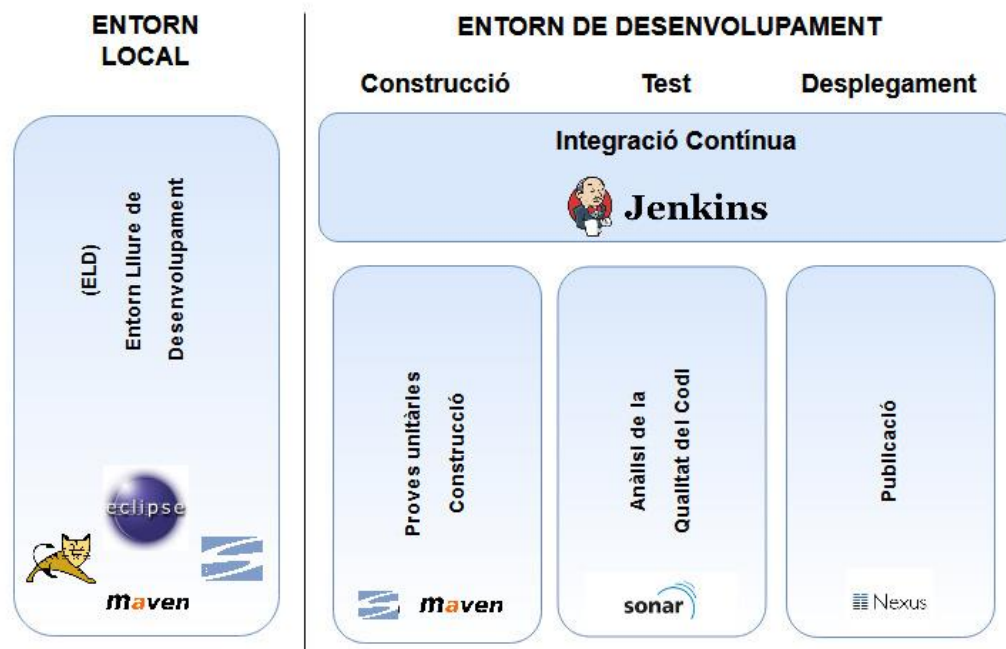 ENTORN
LOCAL
(ELD)
Entorn Lliure de
Desenvolupament
eclipse
maven
ENTORN DE DESENVOLUPAMENT
Construcció
Test
Desplegament
Integració Contínua
Jenkins
Proves unitàries
Construcció
maven
Anàlisi de la
Qualitat del Codi
sonar
Publicació
Nexus